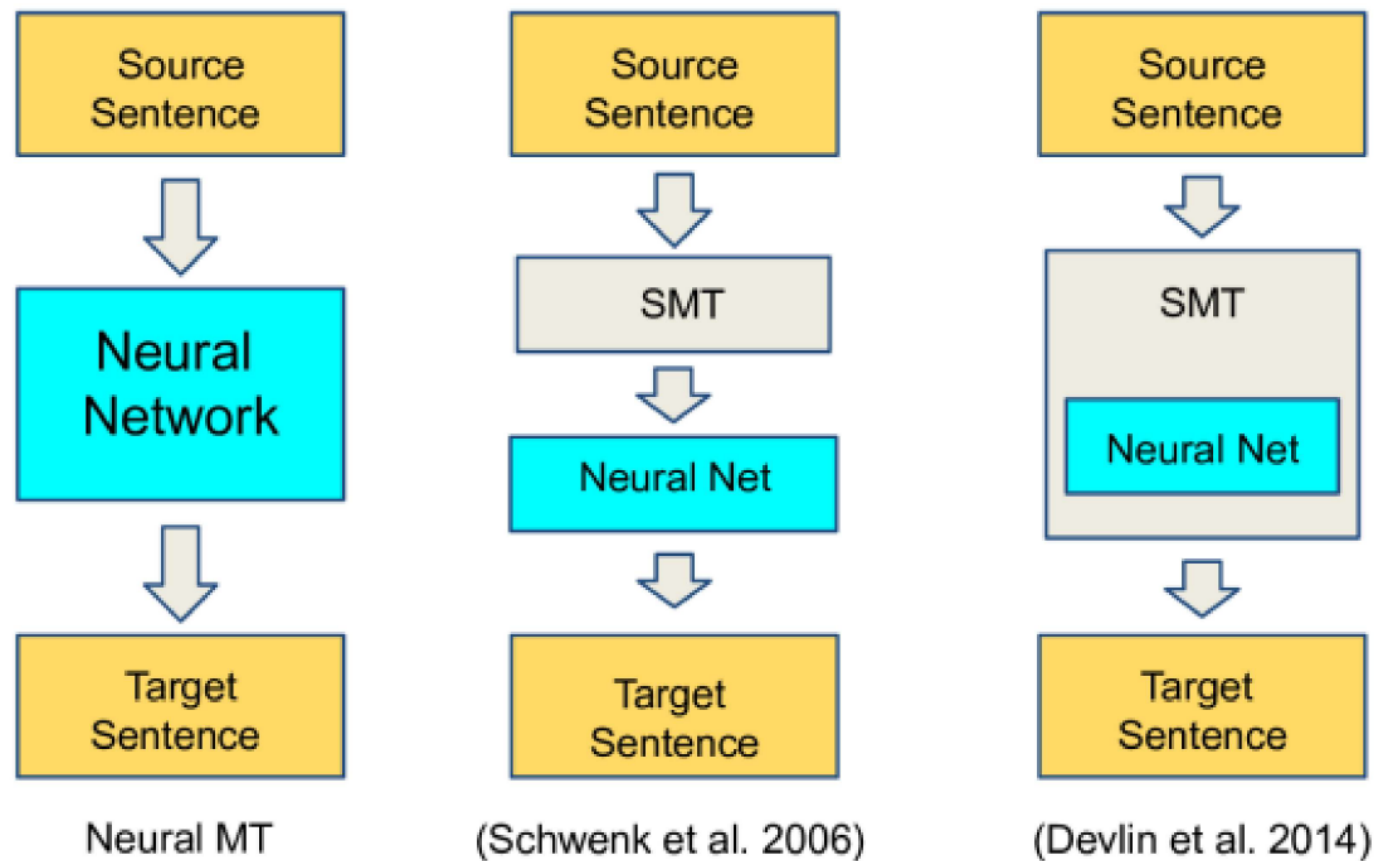 Source
Sentence
Neural
Network
Target
Sentence
Neural MT
Source
Sentence
SMT
Neural Net
Target
Sentence
(Schwenk et al. 2006)
Source
Sentence
SMT
Neural Net
Target
Sentence
(Devlin et al. 2014)